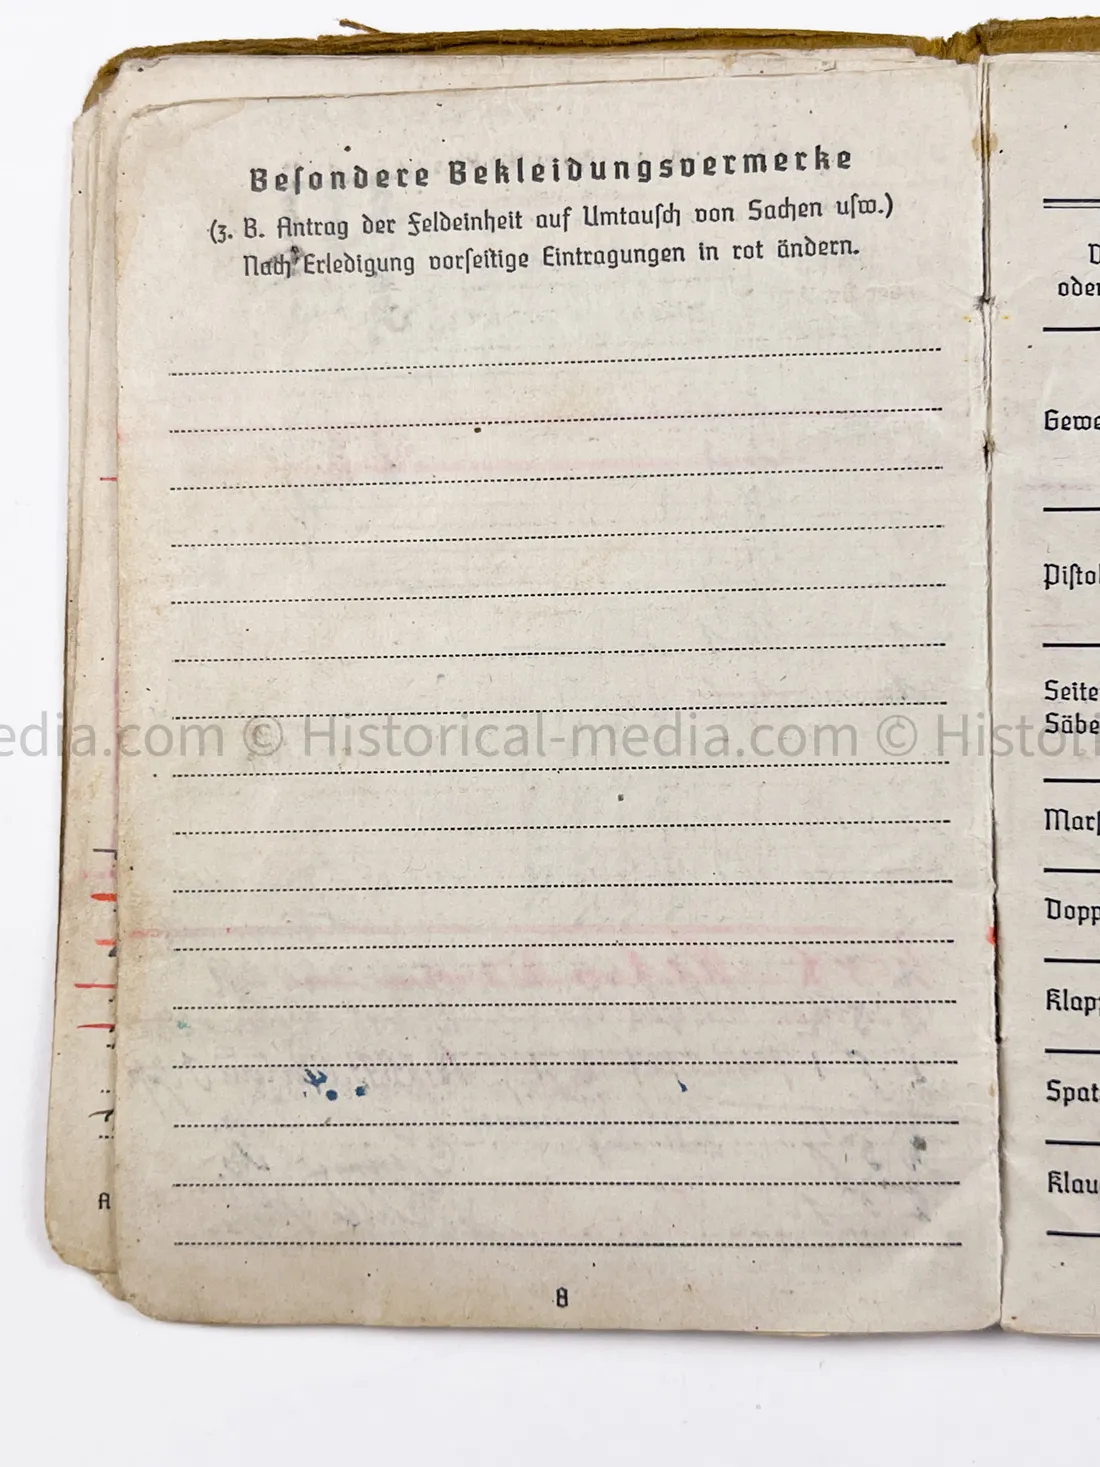 Besondere Bekleidungsvermerke
(z. B. Antrag der Feldeinheit auf Umtausch von Sachen usw.)
Nach Erledigung vorseitige Eintragungen in rot ändern.
8
A
oder
Gewe
Pistol
Seite
Säbe
Mars
Dopp
Klap
Spat
Klau
edia.com © Historical-media.com © Histori